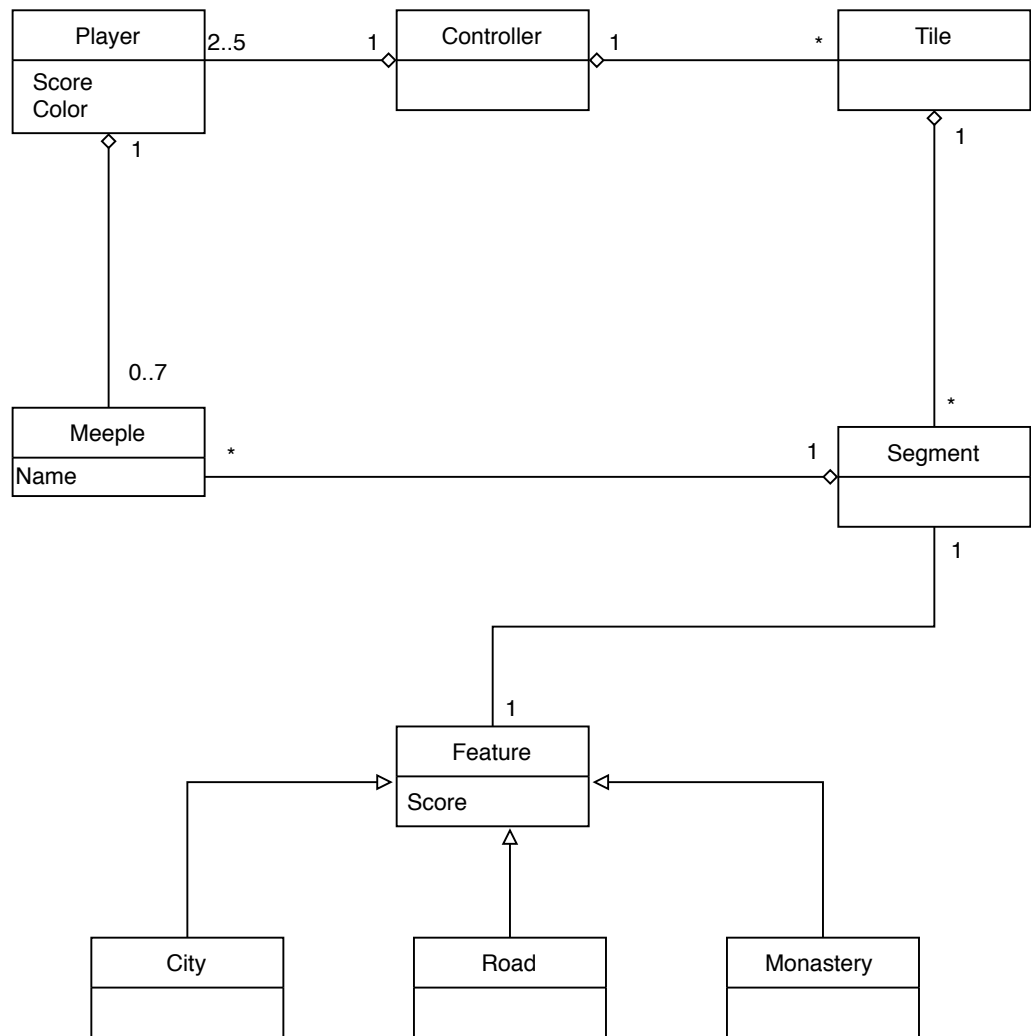 Player
Controller
Tile
2..5
1
1
*
Score
Color
1
1
0..7
*
Meeple
*
1
Segment
Name
1
1
Feature
Score
City
Road
Monastery